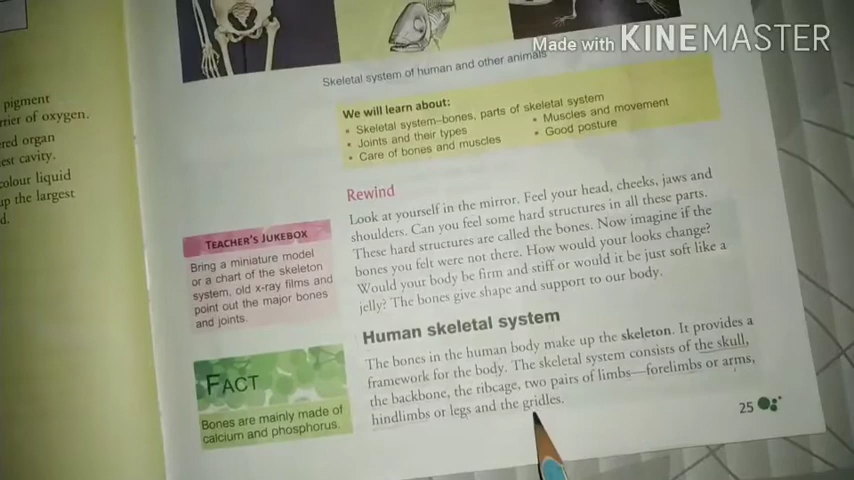 Made with KINEMASTER
pigment
rier of oxygen.
red organ
est cavity.
colour liquid
up the largest
d.
Skeletal system of human and other animals
We will learn about:
• Skeletal system–bones, parts of skeletal system
• Joints and their types
• Care of bones and muscles
• Muscles and movement
• Good posture
Rewind
Look at yourself in the mirror. Feel your head, cheeks, jaws and
shoulders. Can you feel some hard structures in all these parts.
These hard structures are called the bones. Now imagine if the
bones you felt were not there. How would your looks change?
Would your body be firm and stiff or would it be just soft like a
jelly? The bones give shape and support to our body.
TEACHER'S JUKEBOX
Bring a miniature model
or a chart of the skeleton
system, old x-ray films and
point out the major bones
and joints.
Human skeletal system
The bones in the human body make up the skeleton. It provides a
framework for the body. The skeletal system consists of the skull,
the backbone, the ribcage, two pairs of limbs—forelimbs or arms,
hindlimbs or legs and the gridles.
FACT
Bones are mainly made of
calcium and phosphorus.
25